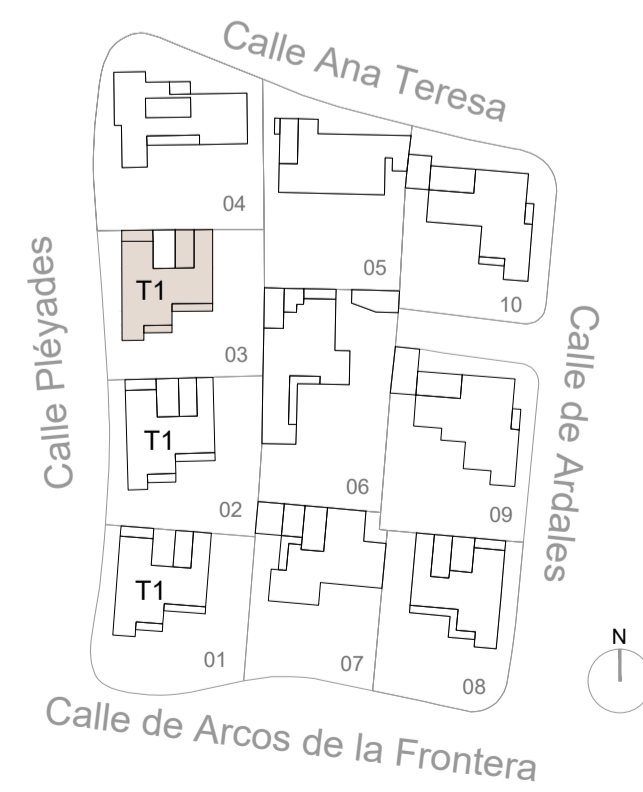 Calle Ana Teresa
04
05
10
Calle Pléyades
T1
03
Calle de Ardales
T1
02
06
09
T1
01
07
08
N
Calle de Arcos de la Frontera